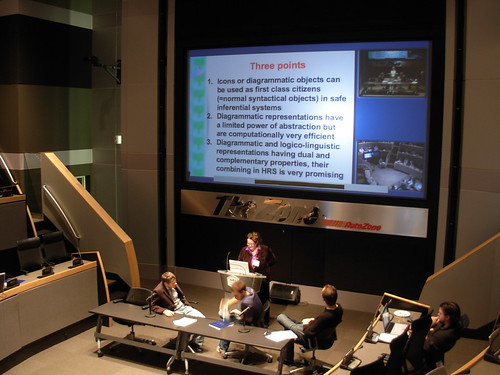 Three points
1. Icons or diagrammatic objects can
be used as first class citizens
(=normal syntactical objects) in safe
inferential systems
2. Diagrammatic representations have
a limited power of abstraction but
are computationally very efficient
3. Diagrammatic and logico-linguistic
representations having dual and
complementary properties, their
combining in HRS is very promising
The Zone
AutoZone